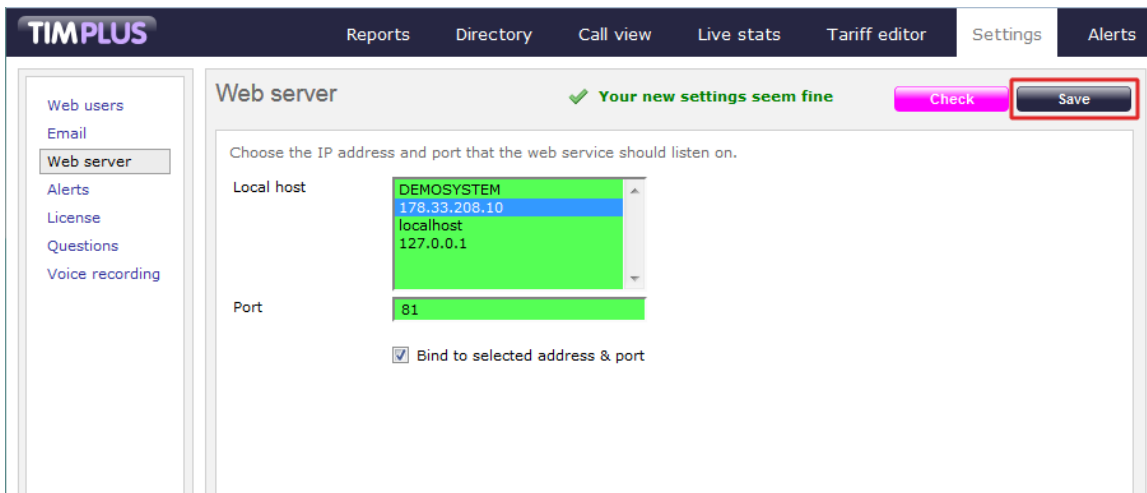 TIMPLUS
Reports Directory Call view Live stats Tariff editor Settings Alerts
Web users
Email
Web server
Alerts
License
Questions
Voice recording
Web server
Your new settings seem fine
Check
Save
Choose the IP address and port that the web service should listen on.
Local host
DEMOSYSTEM
178.33.208.10
localhost
127.0.0.1
Port
81
Bind to selected address & port